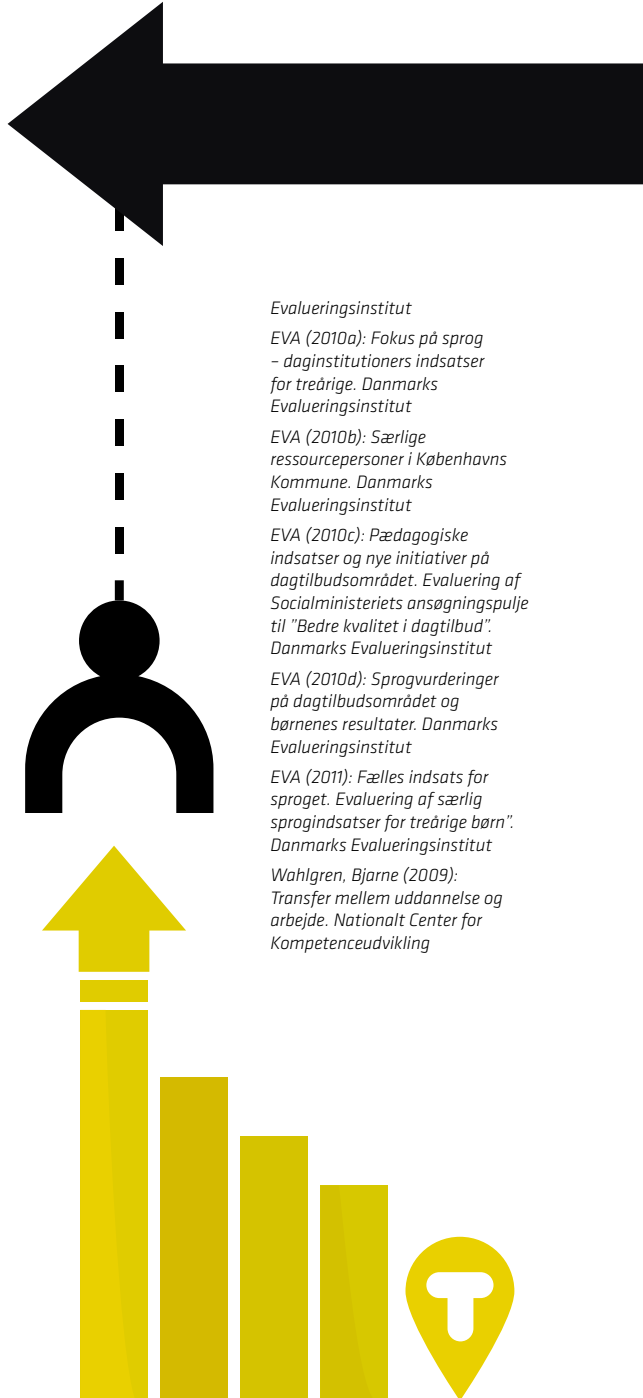 Evalueringsinstitut
EVA (2010a): Fokus på sprog
– daginstitutioners indsatser
for treårige. Danmarks
Evalueringsinstitut
EVA (2010b): Særlige
ressourcepersoner i Københavns
Kommune. Danmarks
Evalueringsinstitut
EVA (2010c): Pædagogiske
indsatser og nye initiativer på
dagtilbudsområdet. Evaluering af
Socialministeriets ansøgningspulje
til ”Bedre kvalitet i dagtilbud”.
Danmarks Evalueringsinstitut
EVA (2010d): Sprogvurderinger
på dagtilbudsområdet og
børnenes resultater. Danmarks
Evalueringsinstitut
EVA (2011): Fælles indsats for
sproget. Evaluering af særlig
sprogindsatser for treårige børn”.
Danmarks Evalueringsinstitut
Wahlgren, Bjarne (2009):
Transfer mellem uddannelse og
arbejde. Nationalt Center for
Kompetenceudvikling
T